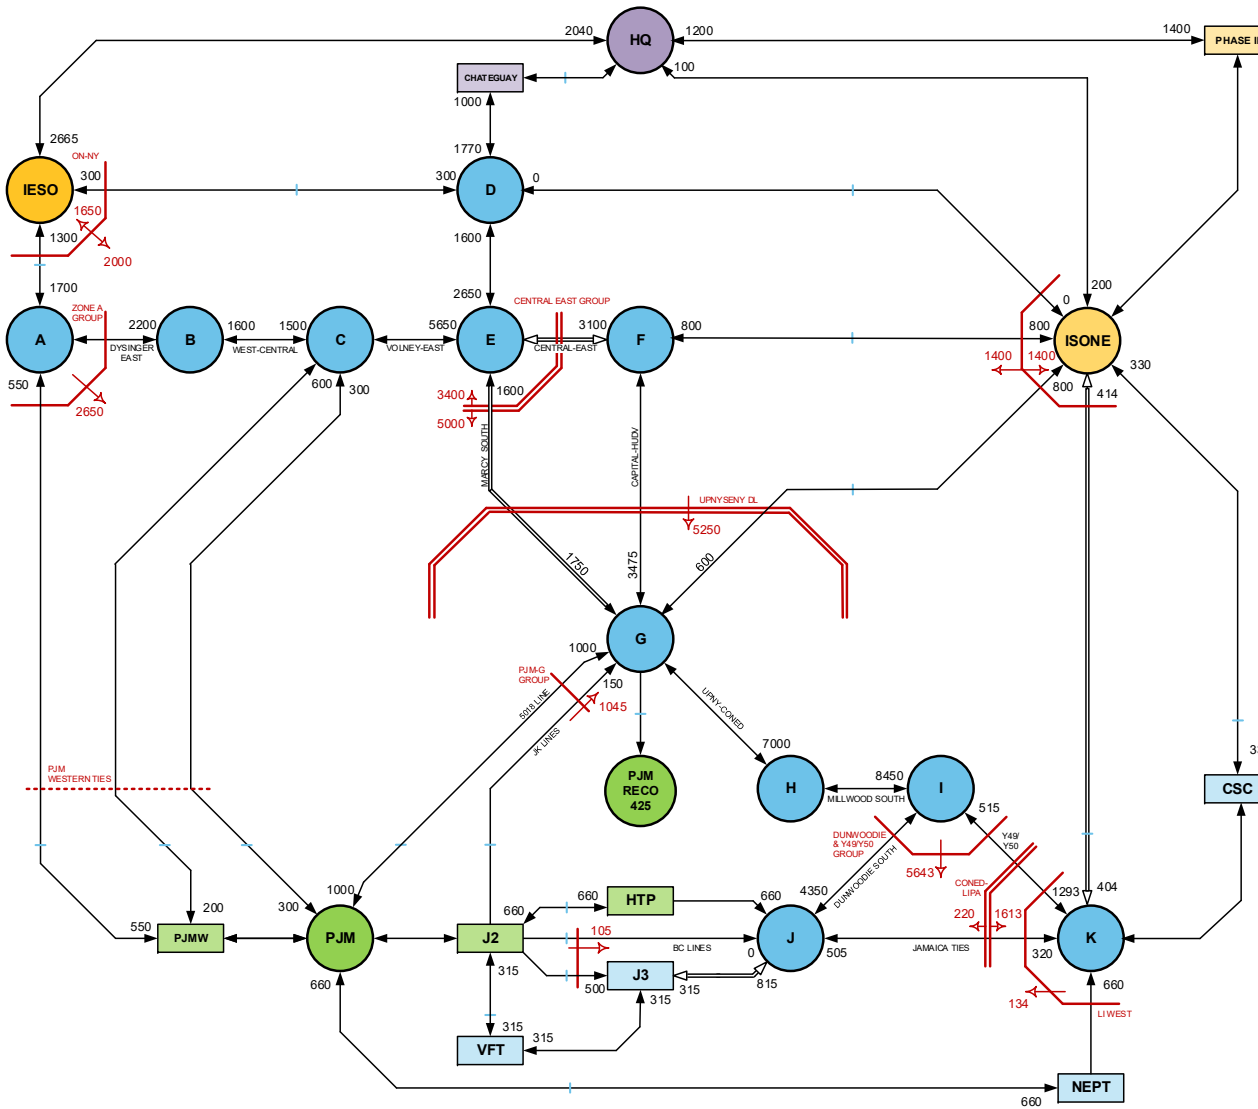 2040
HQ
1200
1400
PHASE II
100
CHATEGUAY
1000
2665
ON-NY
1770
300
300
0
IESO
D
1650
1300
2000
1600
200
0
1700
ZONE A
GROUP
2650
CENTRAL EAST GROUP
2200
1600
1500
5650
3100
800
800
A
B
C
E
F
ISONE
DYSINGER
EAST
WEST-CENTRAL
VOLNEY-EAST
CENTRAL-EAST
1400
1400
330
550
600
300
800
414
2650
3400
1600
5000
MARCY SOUTH
CAPITAL-HUDV
UPNYSENY DL
5250
1750
3475
600
G
1000
PJM-G
GROUP
150
1045
5018 LINE
JK LINES
UPNY-CONED
7000
PJM
WESTERN TIES
PJM
RECO
425
H
8450
I
MILLWOOD SOUTH
515
CSC
DUNWOODIE
& Y49/Y50
GROUP
5643
DUNWOODIE SOUTH
Y49/
Y50
CONED-
LIPA
1000
660
HTP
660
4350
1293
404
550
200
300
660
220
1613
PJMW
PJM
J2
105
BC LINES
J
JAMAICA TIES
K
0
505
320
660
315
500
J3
315
815
660
315
134
LI WEST
315
315
VFT
NEPT
660